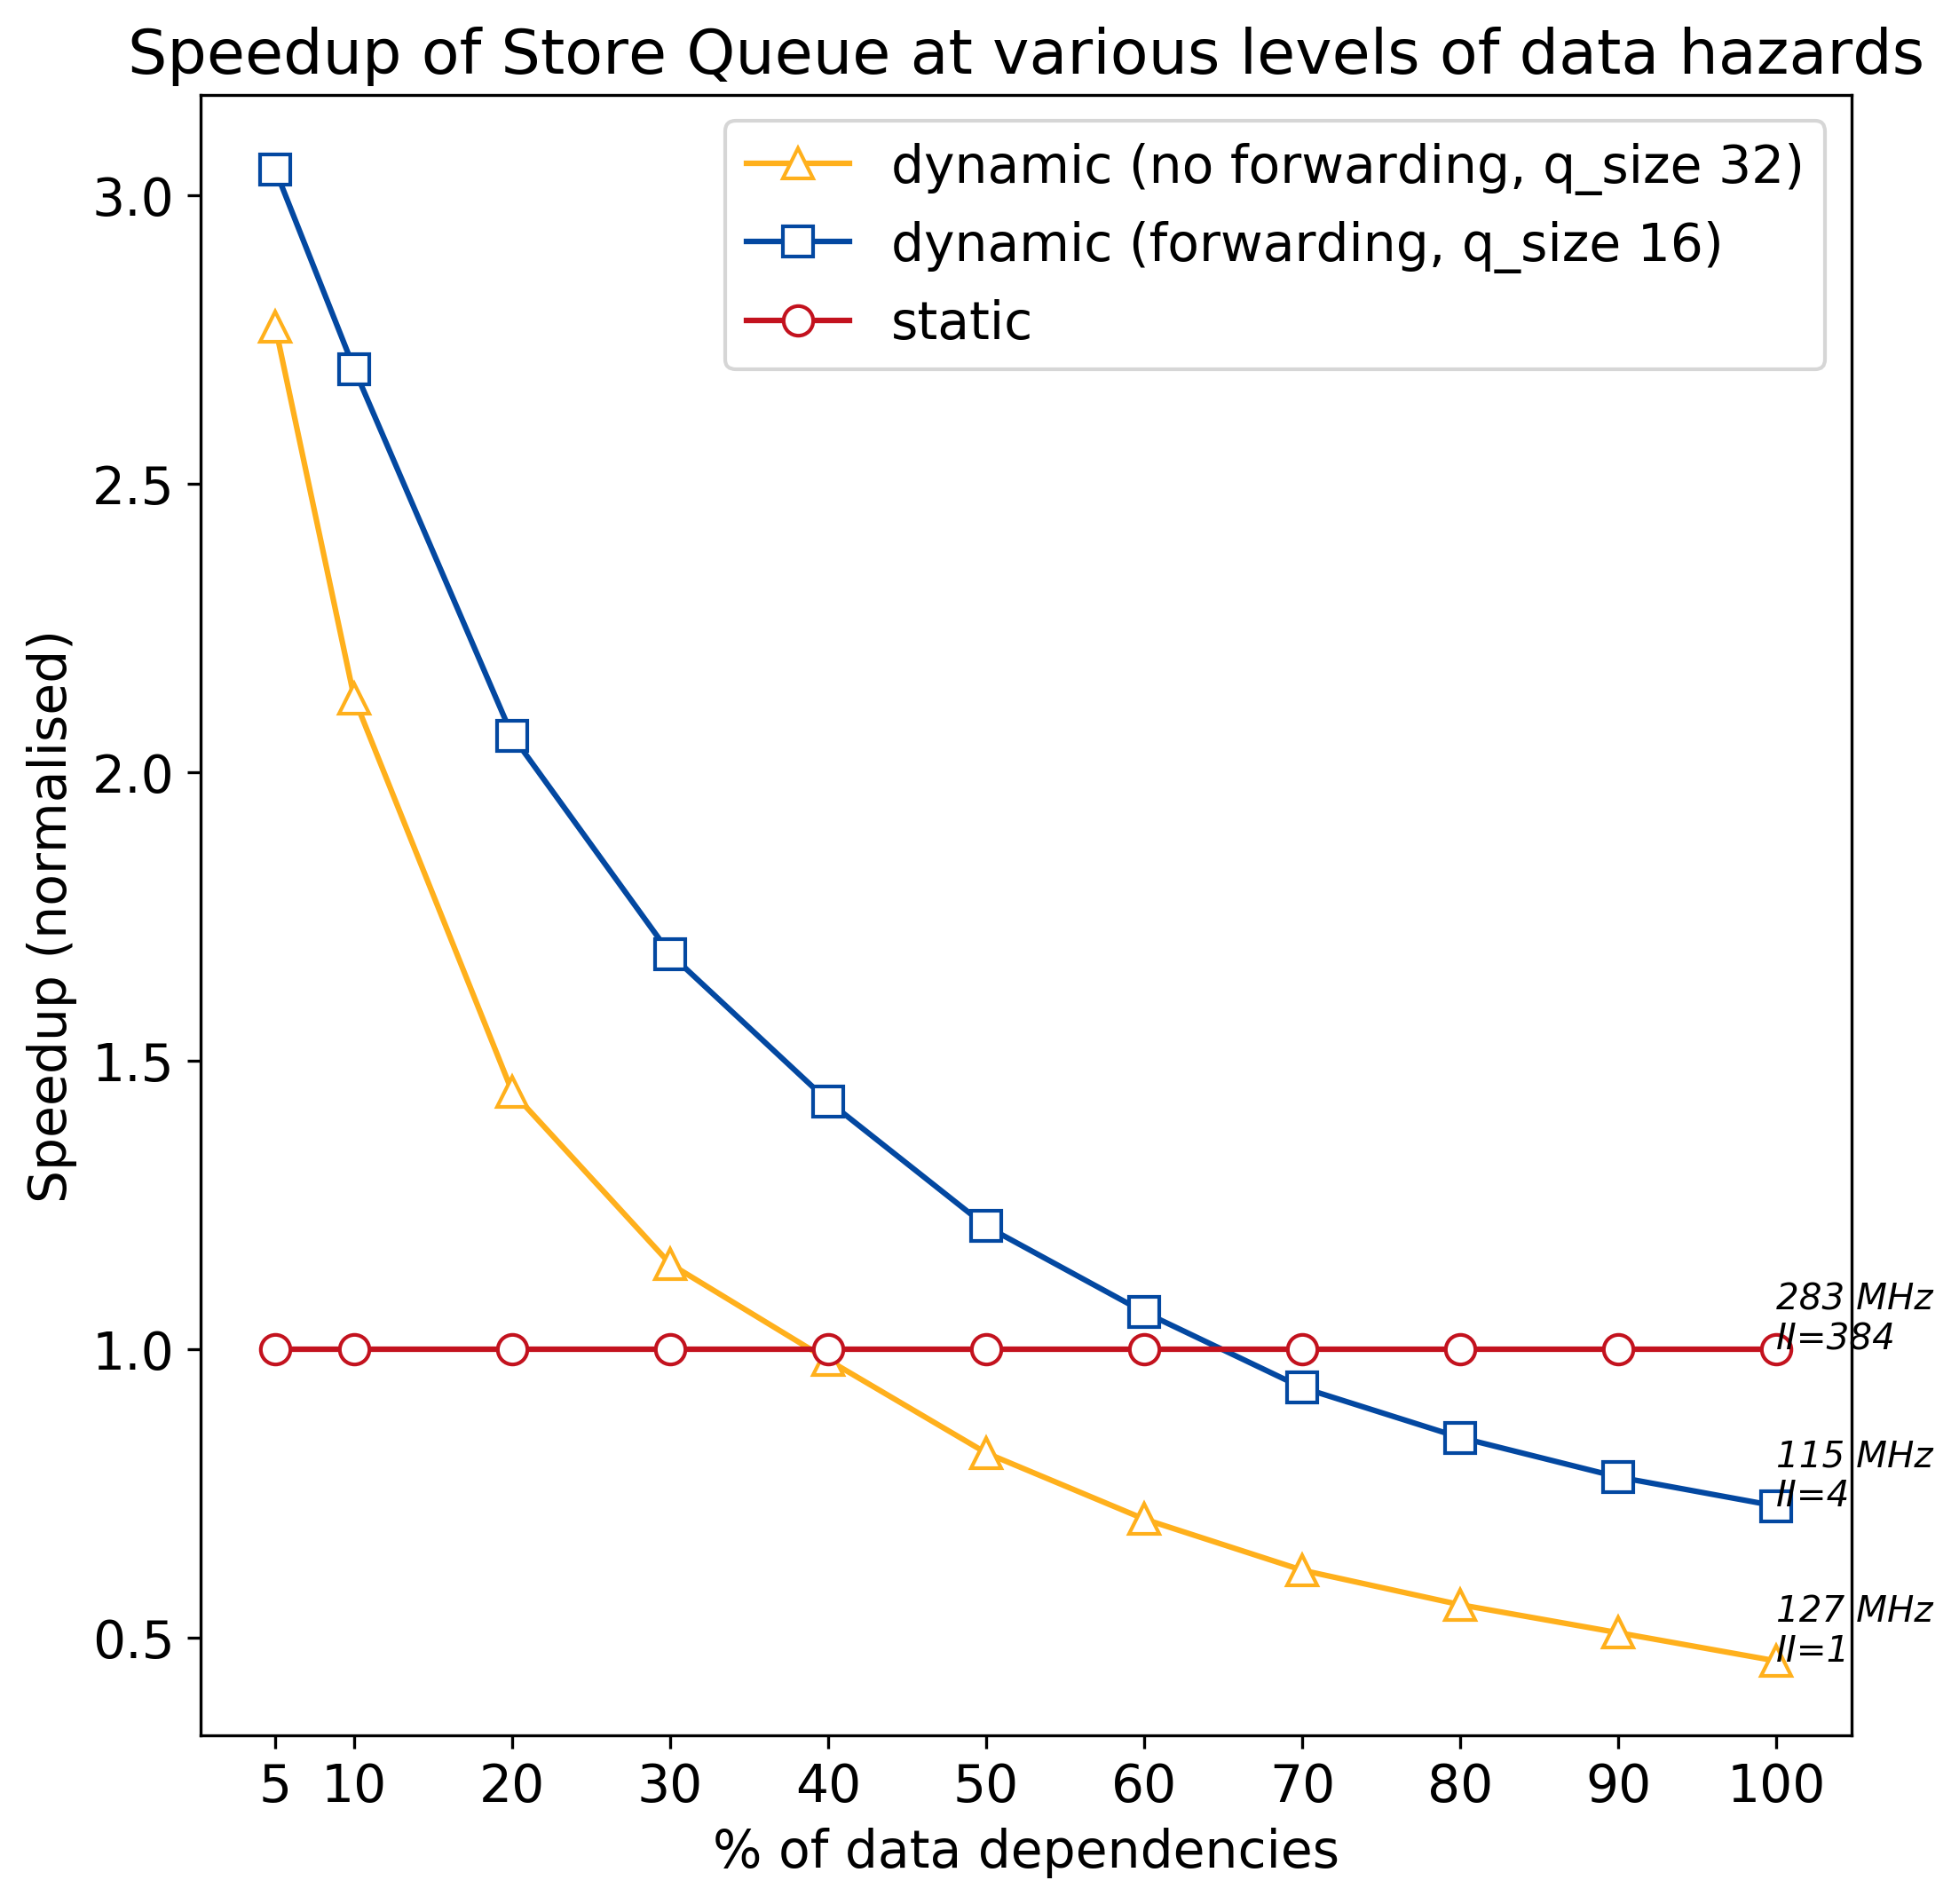 Speedup of Store Queue at various levels of data hazards
dynamic (no forwarding, q_size 32)
dynamic (forwarding, q_size 16)
static
Speedup (normalised)
3.0
2.5
2.0
1.5
1.0
0.5
283 MHz
II=384
115 MHz
II=4
127 MHz
II=1
5 10 20 30 40 50 60 70 80 90 100
% of data dependencies